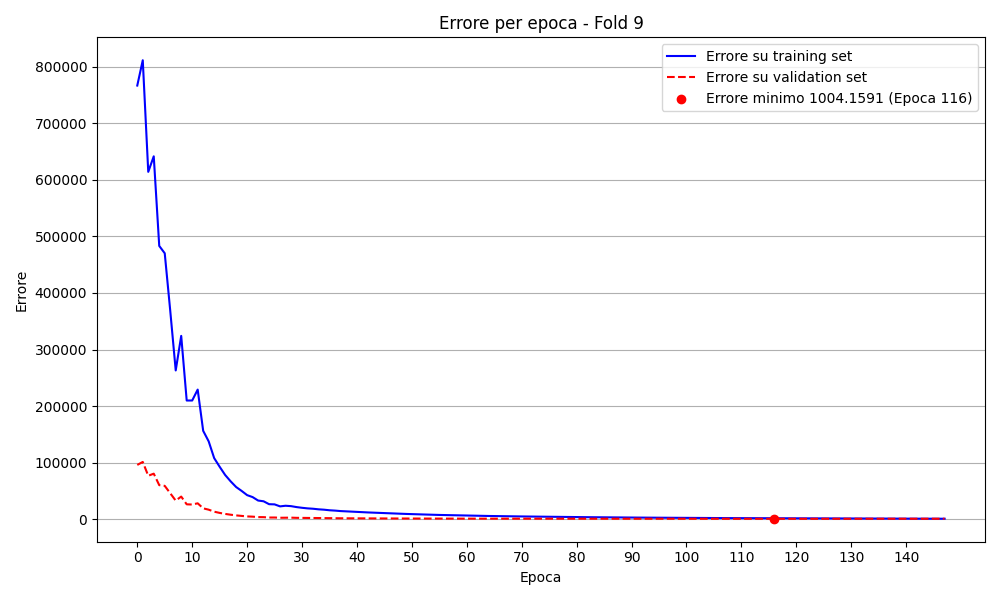 Errore per epoca - Fold 9
Errore su training set
Errore su validation set
Errore minimo 1004.1591 (Epoca 116)
Errore
800000
700000
600000
500000
400000
300000
200000
100000
0
0 10 20 30 40 50 60 70 80 90 100 110 120 130 140
Epoca